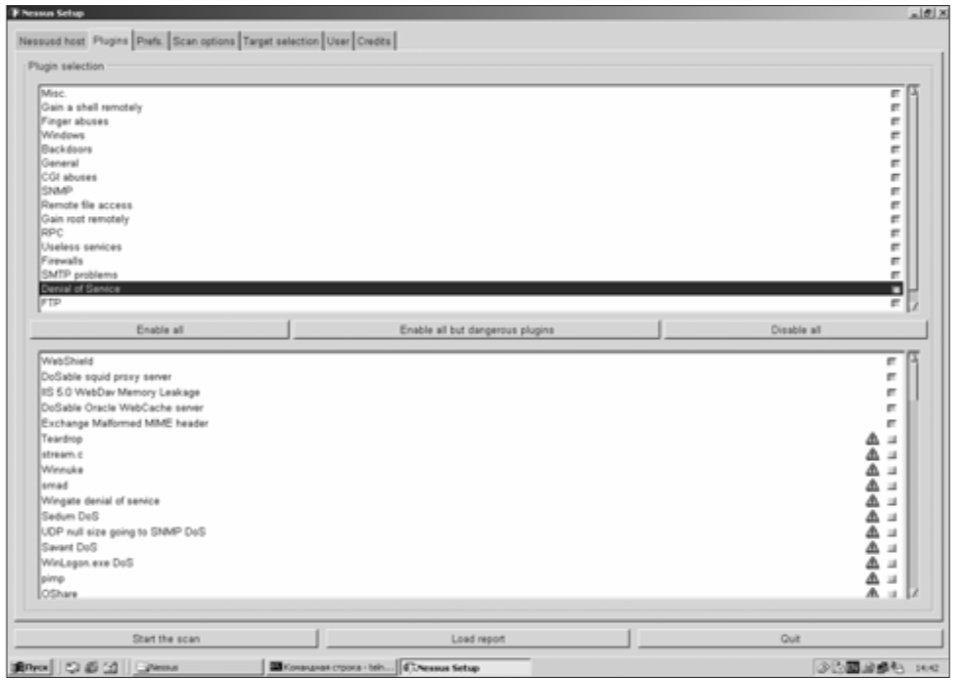 Nessus Setup
Nessusd host Plugins Prefs. Scan options Target selection User Credits
Plugin selection
Misc.
Gain a shell remotely
Finger abuses
Windows
Backdoors
General
CGI abuses
SNMP
Remote file access
Gain root remotely
RPC
Useless services
Firewalls
SMTP problems
Denial of Service
FTP
Enable all Enable all but dangerous plugins Disable all
WebShield
DoSable squid proxy server
IIS 5.0 WebDav Memory Leakage
DoSable Oracle WebCache server
Exchange Malformed MIME header
Teardrop
stream.c
Winnuke
smad
Wingate denial of service
Sedum DoS
UDP null size going to SNMP DoS
Savant DoS
WinLogon.exe DoS
pimp
OShare
Start the scan Load report Quit
Пуск Nessus Командная строка - teln... Nessus Setup 14:42